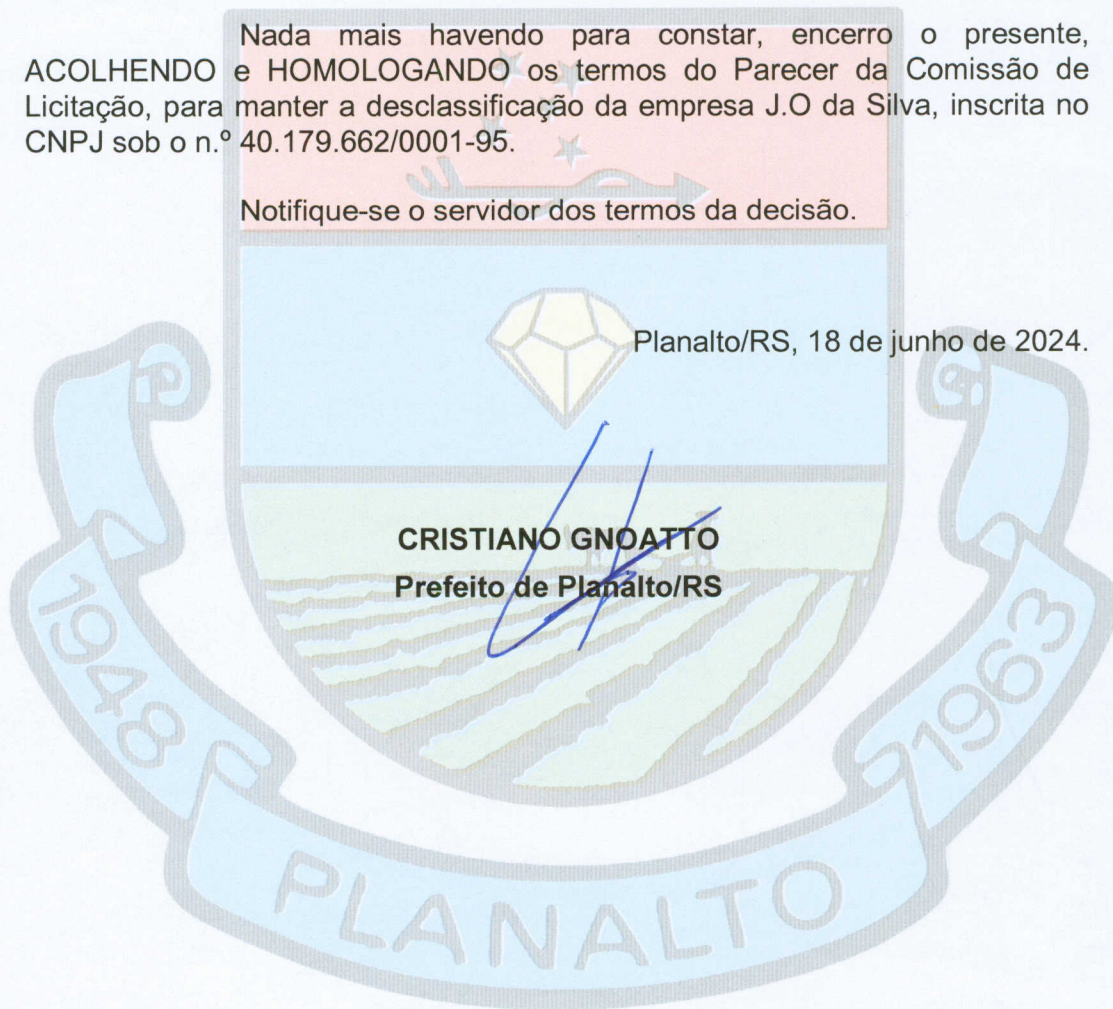 Nada mais havendo para constar, encerro o presente,
ACOLHENDO e HOMOLOGANDO os termos do Parecer da Comissão de
Licitação, para manter a desclassificação da empresa J.O da Silva, inscrita no
CNPJ sob o n.º 40.179.662/0001-95.
Notifique-se o servidor dos termos da decisão.
Planalto/RS, 18 de junho de 2024.
CRISTIANO GNOATTO
Prefeito de Planalto/RS
1948
PLANALTO
1963